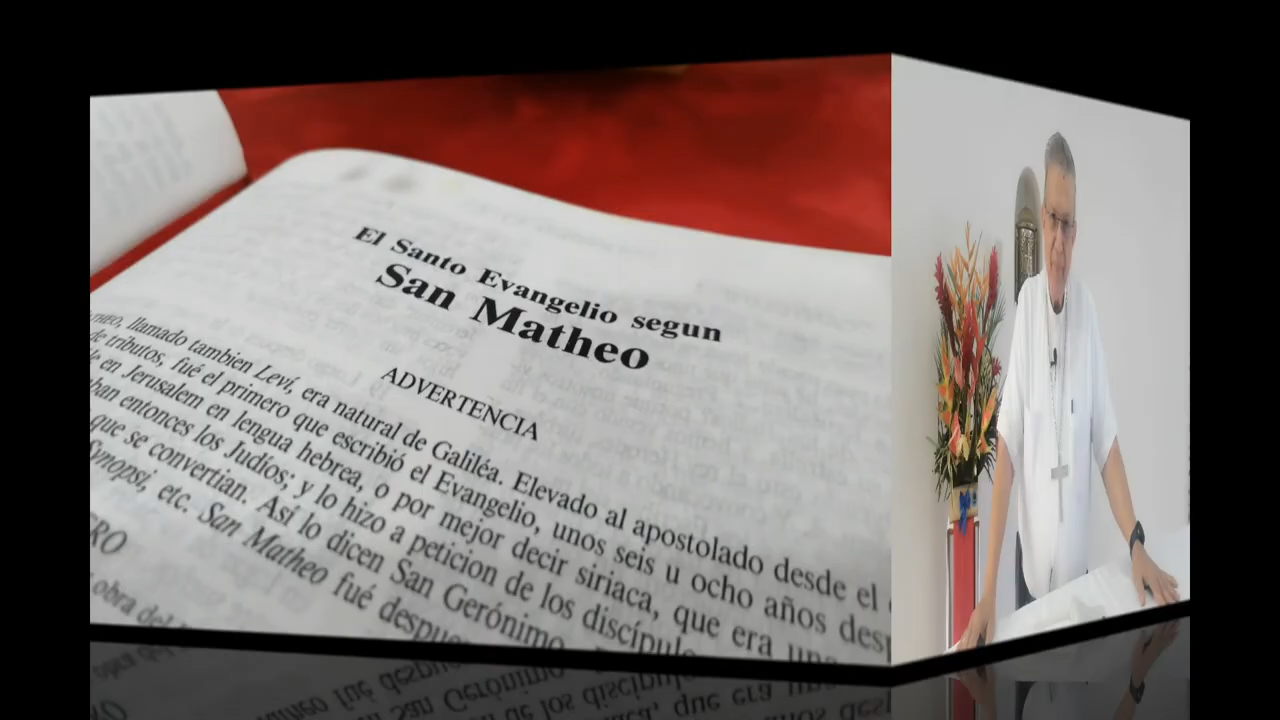 El Santo Evangelio segun
San Matheo
ADVERTENCIA
llamado tambien Leví, era natural de Galiléa. Elevado al apostolado desde el
de tributos, fué el primero que escribió el Evangelio, unos seis u ocho años
en Jerusalem en lengua hebrea, o por mejor decir siriaca, que era una
entonces los Judíos; y lo hizo a peticion de los
que se convertian. Así lo dicen San Gerónimo
Synopsi, etc. San Matheo fué
obra del